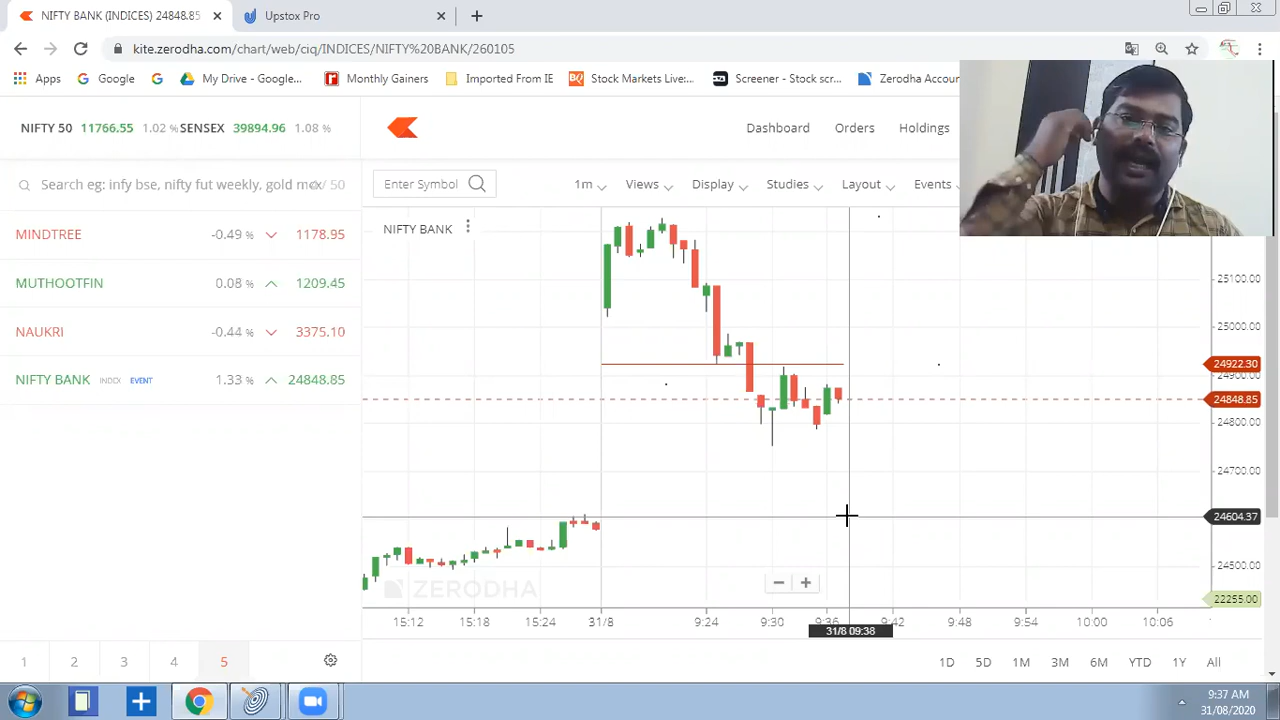 NIFTY BANK (INDICES) 24848.85
Upstox Pro
kite.zerodha.com/chart/web/ciq/INDICES/NIFTY%20BANK/260105
Apps
Google
My Drive - Google...
Monthly Gainers
Imported From IE
Stock Markets Live:...
Screener - Stock scr...
Zerodha Accou
NIFTY 50 11766.55 1.02 % SENSEX 39894.96 1.08 %
Dashboard Orders Holdings
Search eg: infy bse, nifty fut weekly, gold mcx / 50
Enter Symbol
1m Views Display Studies Layout Events
MINDTREE -0.49 % 1178.95
MUTHOOTFIN 0.08 % 1209.45
NAUKRI -0.44 % 3375.10
NIFTY BANK INDEX EVENT 1.33 % 24848.85
NIFTY BANK
25100.00
25000.00
24922.30
24900.00
24848.85
24800.00
24700.00
24604.37
24500.00
22255.00
ZERODHA
15:12 15:18 15:24 31/8 9:24 9:30 9:36 9:42 9:48 9:54 10:00 10:06
31/8 09:38
1 2 3 4 5
1D 5D 1M 3M 6M YTD 1Y All
9:37 AM
31/08/2020